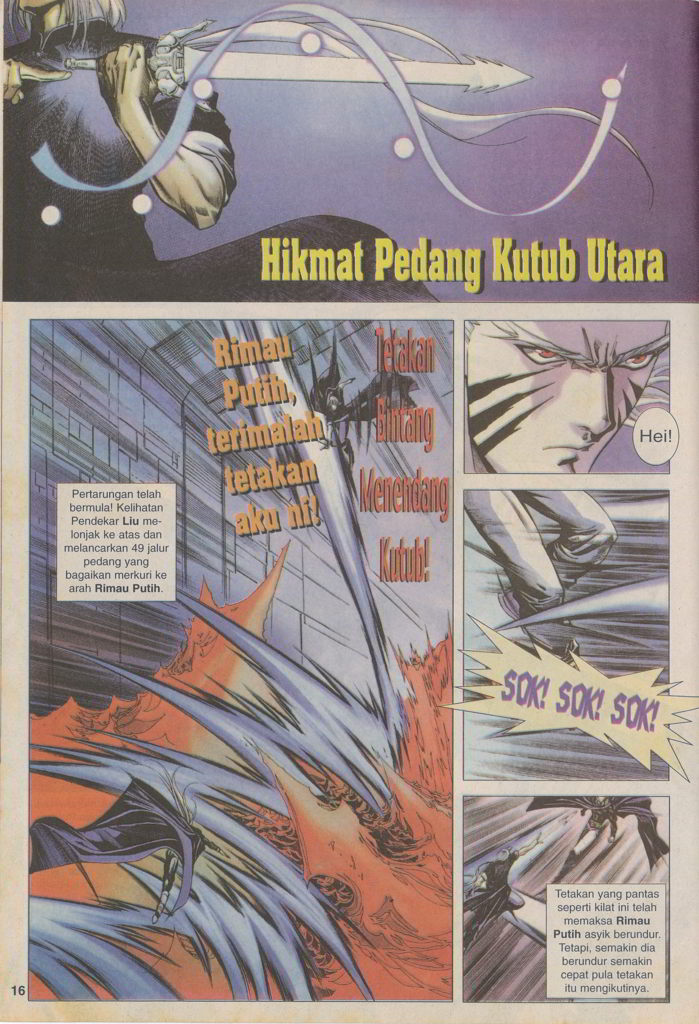 Hikmat Pedang Kutub Utara
Rimau
Putih,
terimalah
tetakan
aku ni!
Tetakan
Bintang
Menendang
Kutub!
Pertarungan telah
bermula! Kelihatan
Pendekar Liu me-
lonjak ke atas dan
melancarkan 49 jalur
pedang yang
bagaikan merkuri ke
arah Rimau Putih.
Hei!
SOK! SOK! SOK!
Tetakan yang pantas
seperti kilat ini telah
memaksa Rimau
Putih asyik berundur.
Tetapi, semakin dia
berundur semakin
cepat pula tetakan
itu mengikutinya.
16